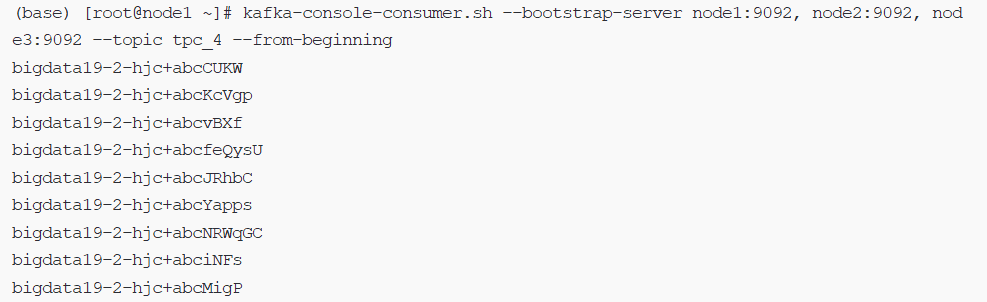 (base) [root@node1 ~]# kafka-console-consumer.sh --bootstrap-server node1:9092, node2:9092, nod
e3:9092 --topic tpc_4 --from-beginning
bigdata19-2-hjc+abcCUKW
bigdata19-2-hjc+abcKcVgp
bigdata19-2-hjc+abcvBXf
bigdata19-2-hjc+abcfeQysU
bigdata19-2-hjc+abcJRhbC
bigdata19-2-hjc+abcYapps
bigdata19-2-hjc+abcNRWqGC
bigdata19-2-hjc+abciNFs
bigdata19-2-hjc+abcMigP